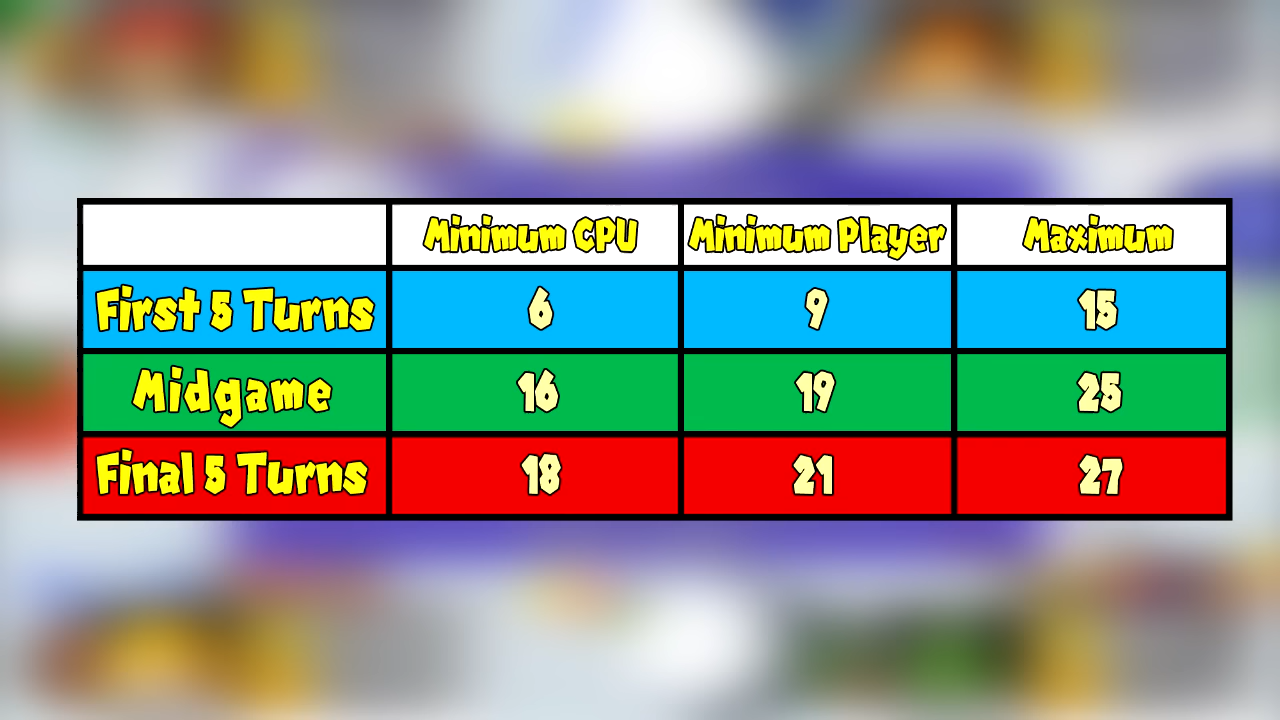 Minimum CPU Minimum Player Maximum
First 5 Turns 6 9 15
Midgame 16 19 25
Final 5 Turns 18 21 27